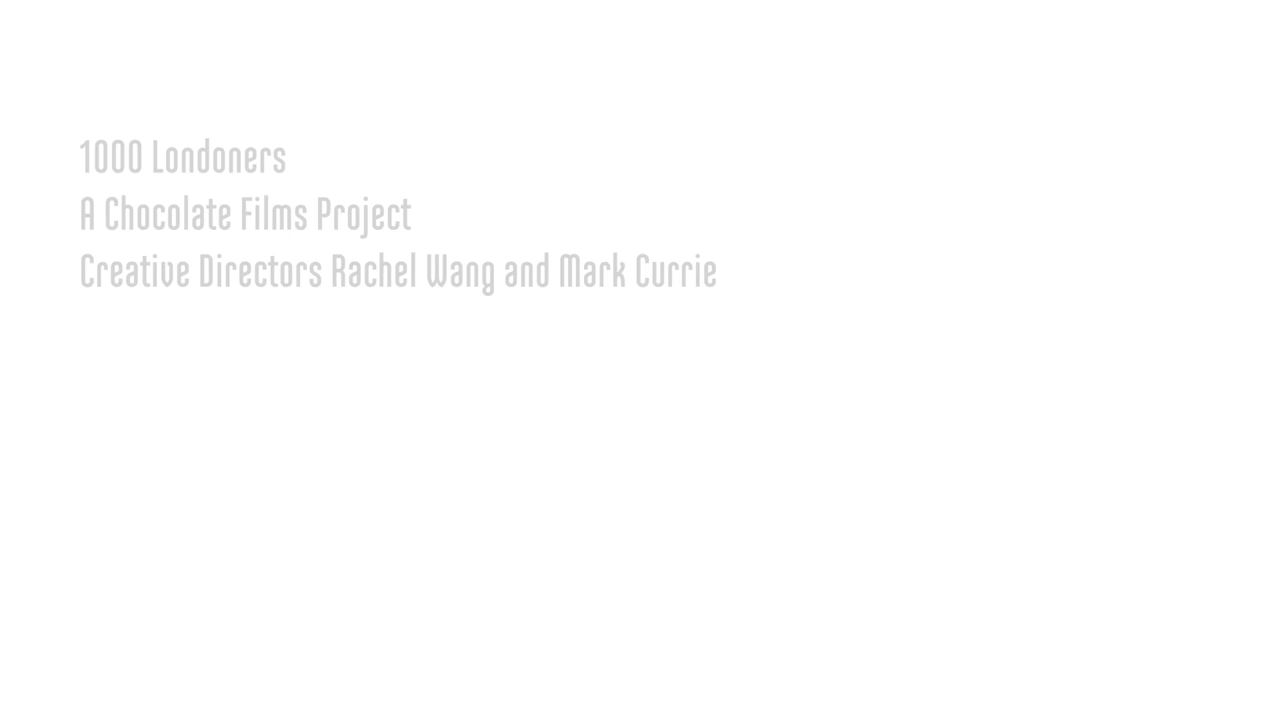 1000 Londoners
A Chocolate Films Project
Creative Directors Rachel Wang and Mark Currie